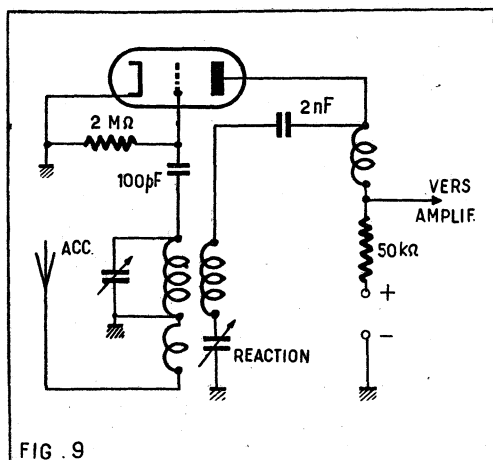 2 MΩ
2nF
100pF
VERS
AMPLIF.
ACC.
50kΩ
+
−
REACTION
FIG. 9